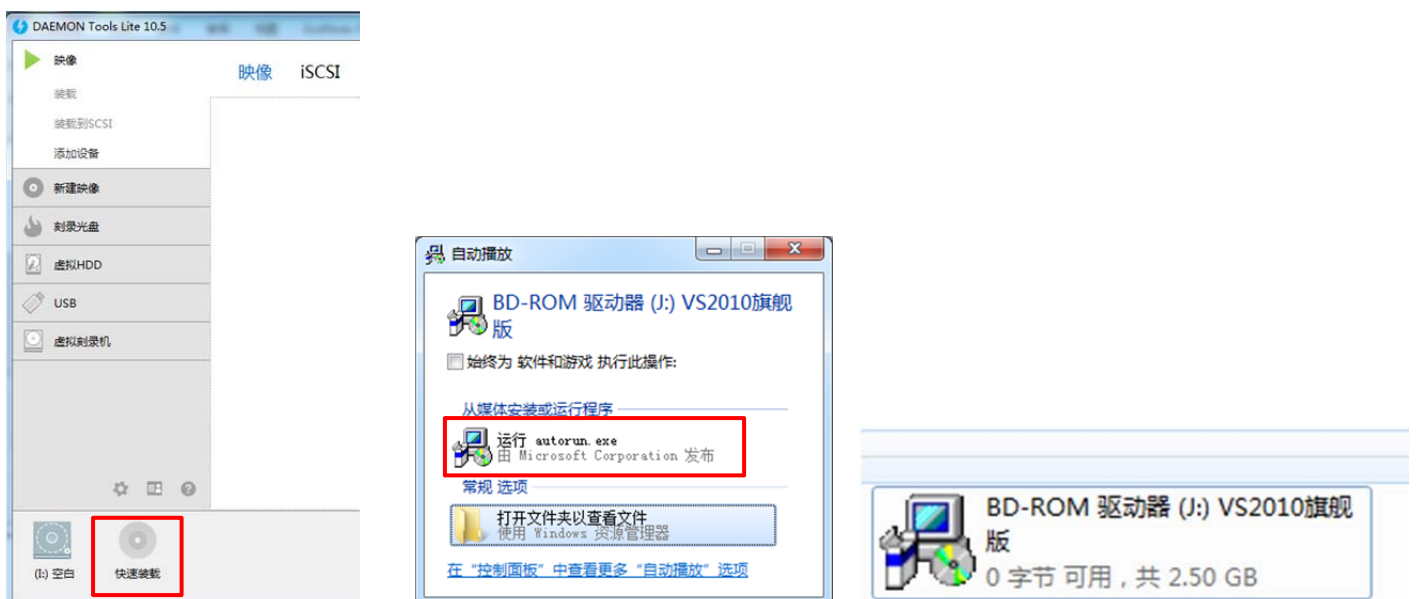 DAEMON Tools Lite 10.5
映像
装载
装载到SCSI
添加设备
新建映像
刻录光盘
虚拟HDD
USB
虚拟刻录机
(I:) 空白
快速装载
映像 iSCSI
自动播放
BD-ROM 驱动器 (J:) VS2010旗舰
版
始终为 软件和游戏 执行此操作:
从媒体安装或运行程序
运行 autorun.exe
由 Microsoft Corporation 发布
常规 选项
打开文件夹以查看文件
使用 Windows 资源管理器
在“控制面板”中查看更多“自动播放”选项
BD-ROM 驱动器 (J:) VS2010旗舰
版
0 字节 可用，共 2.50 GB